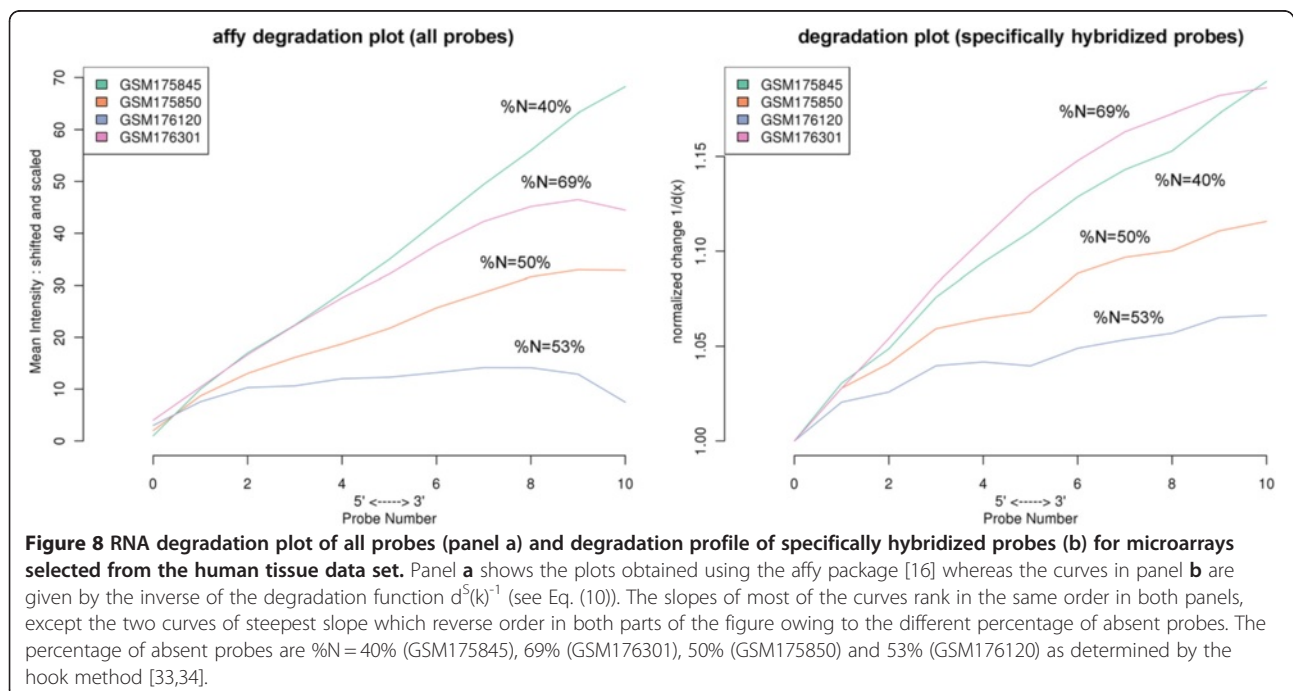 affy degradation plot (all probes)
GSM175845
GSM175850
GSM176120
GSM176301
Mean Intensity : shifted and scaled
0
10
20
30
40
50
60
70
%N=40%
%N=69%
%N=50%
%N=53%
0 2 4 6 8 10
5' <-----> 3'
Probe Number
degradation plot (specifically hybridized probes)
GSM175845
GSM175850
GSM176120
GSM176301
normalized change 1/d(x)
1.00
1.05
1.10
1.15
%N=69%
%N=40%
%N=50%
%N=53%
0 2 4 6 8 10
5' <-----> 3'
Probe Number
Figure 8 RNA degradation plot of all probes (panel a) and degradation profile of specifically hybridized probes (b) for microarrays
selected from the human tissue data set. Panel a shows the plots obtained using the affy package [16] whereas the curves in panel b are
given by the inverse of the degradation function d^S(k)^-1 (see Eq. (10)). The slopes of most of the curves rank in the same order in both panels,
except the two curves of steepest slope which reverse order in both parts of the figure owing to the different percentage of absent probes. The
percentage of absent probes are %N = 40% (GSM175845), 69% (GSM176301), 50% (GSM175850) and 53% (GSM176120) as determined by the
hook method [33,34].